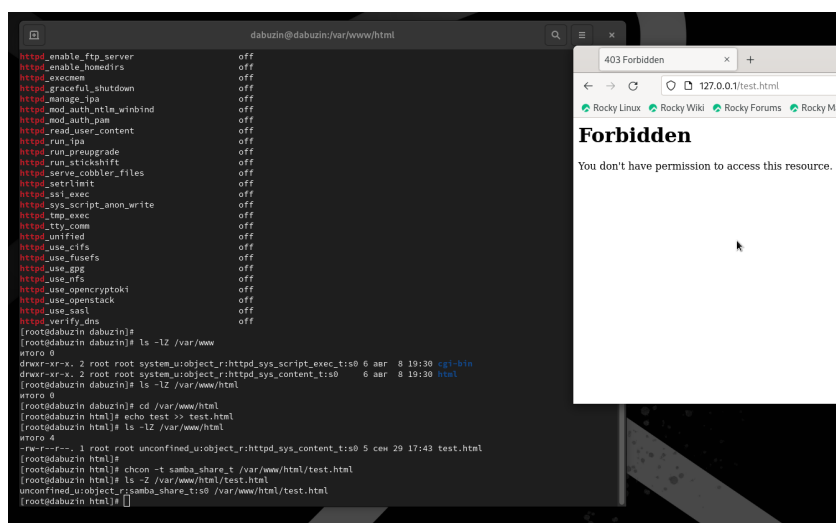 dabuzin@dabuzin:/var/www/html
httpd_enable_ftp_server off
httpd_enable_homedirs off
httpd_execmem off
httpd_graceful_shutdown off
httpd_manage_ipa off
httpd_mod_auth_ntlm_winbind off
httpd_mod_auth_pam off
httpd_read_user_content off
httpd_run_ipa off
httpd_run_preupgrade off
httpd_run_stickshift off
httpd_serve_cobbler_files off
httpd_setrlimit off
httpd_ssi_exec off
httpd_sys_script_anon_write off
httpd_tmp_exec off
httpd_tty_comm off
httpd_unified off
httpd_use_cifs off
httpd_use_fusefs off
httpd_use_gpg off
httpd_use_nfs off
httpd_use_opencryptoki off
httpd_use_openstack off
httpd_use_sasl off
httpd_verify_dns off
[root@dabuzin dabuzin]#
[root@dabuzin dabuzin]# ls -lZ /var/www
итого 0
drwxr-xr-x. 2 root root system_u:object_r:httpd_sys_script_exec_t:s0 6 авг 8 19:30 cgi-bin
drwxr-xr-x. 2 root root system_u:object_r:httpd_sys_content_t:s0 6 авг 8 19:30 html
[root@dabuzin dabuzin]# ls -lZ /var/www/html
итого 0
[root@dabuzin dabuzin]# cd /var/www/html
[root@dabuzin html]# echo test >> test.html
[root@dabuzin html]# ls -lZ /var/www/html
итого 4
-rw-r--r--. 1 root root unconfined_u:object_r:httpd_sys_content_t:s0 5 сен 29 17:43 test.html
[root@dabuzin html]#
[root@dabuzin html]# chcon -t samba_share_t /var/www/html/test.html
[root@dabuzin html]# ls -Z /var/www/html/test.html
unconfined_u:object_r:samba_share_t:s0 /var/www/html/test.html
[root@dabuzin html]#
403 Forbidden
127.0.0.1/test.html
Rocky Linux Rocky Wiki Rocky Forums Rocky M
Forbidden
You don't have permission to access this resource.